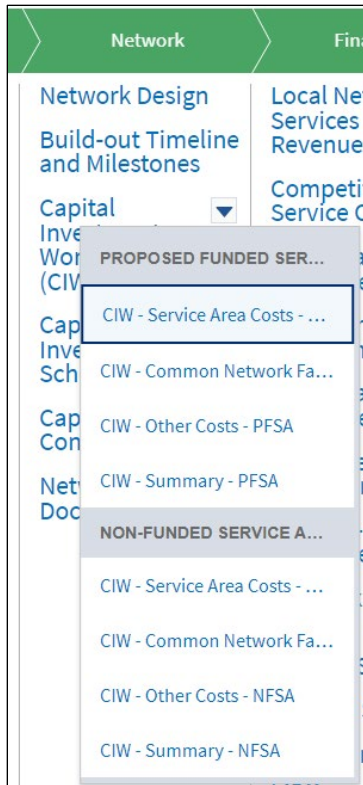 Network
Fin
Network Design
Build-out Timeline
and Milestones
Capital
Inve
Wor
(CIW
Cap
Inve
Sch
Cap
Con
Net
Doc
Local Ne
Services
Revenue
Competi
Service
PROPOSED FUNDED SER...
CIW - Service Area Costs - ...
CIW - Common Network Fa...
CIW - Other Costs - PFSA
CIW - Summary - PFSA
NON-FUNDED SERVICE A...
CIW - Service Area Costs - ...
CIW - Common Network Fa...
CIW - Other Costs - NFSA
CIW - Summary - NFSA